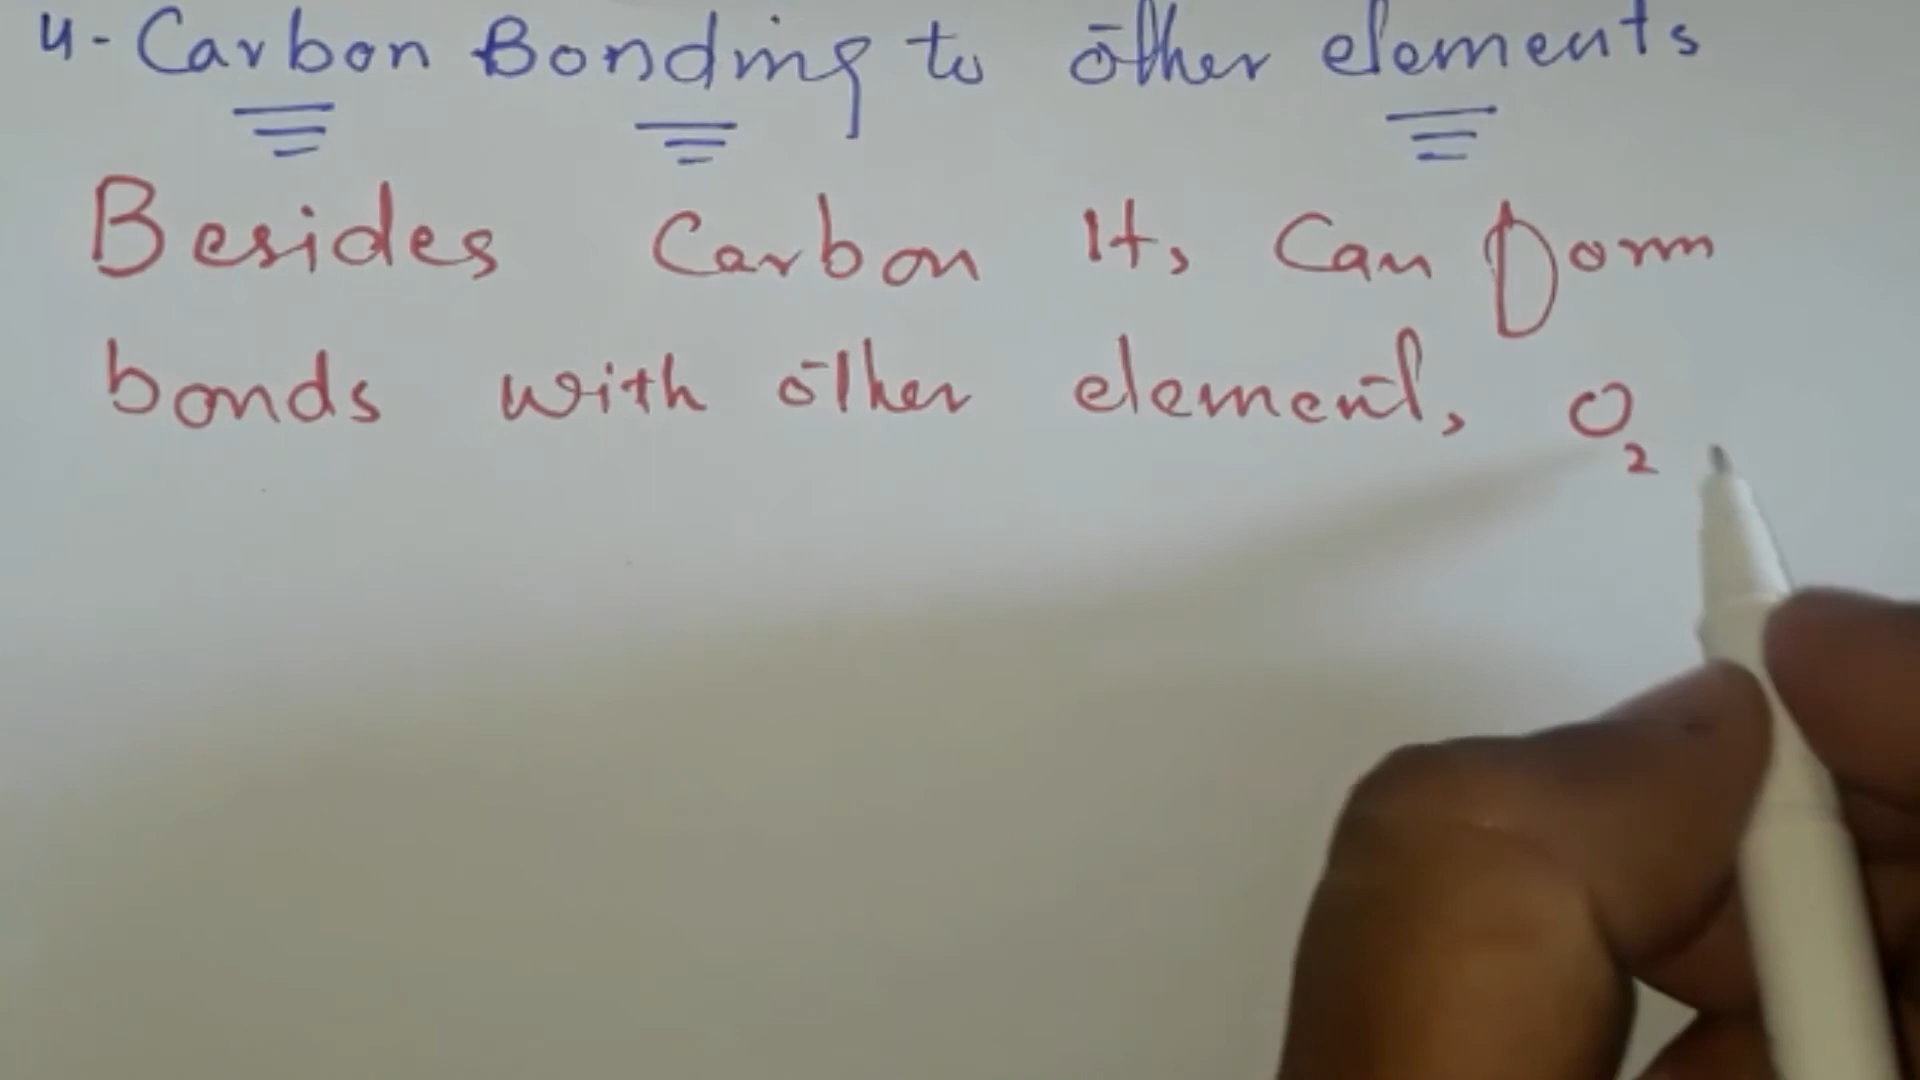 4- Carbon Bonding to other elements
Besides Carbon It, Can Form
bonds with other element, O₂